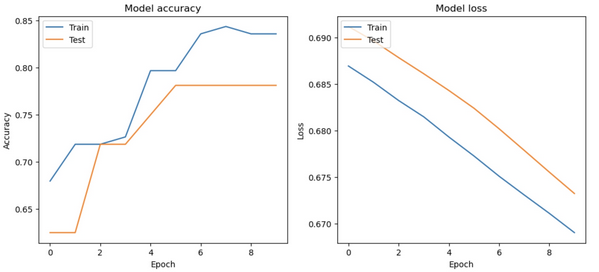 Model accuracy
Train
Test
0.85
0.80
0.75
0.70
0.65
Accuracy
0 2 4 6 8
Epoch
Model loss
Train
Test
0.690
0.685
0.680
0.675
0.670
Loss
0 2 4 6 8
Epoch